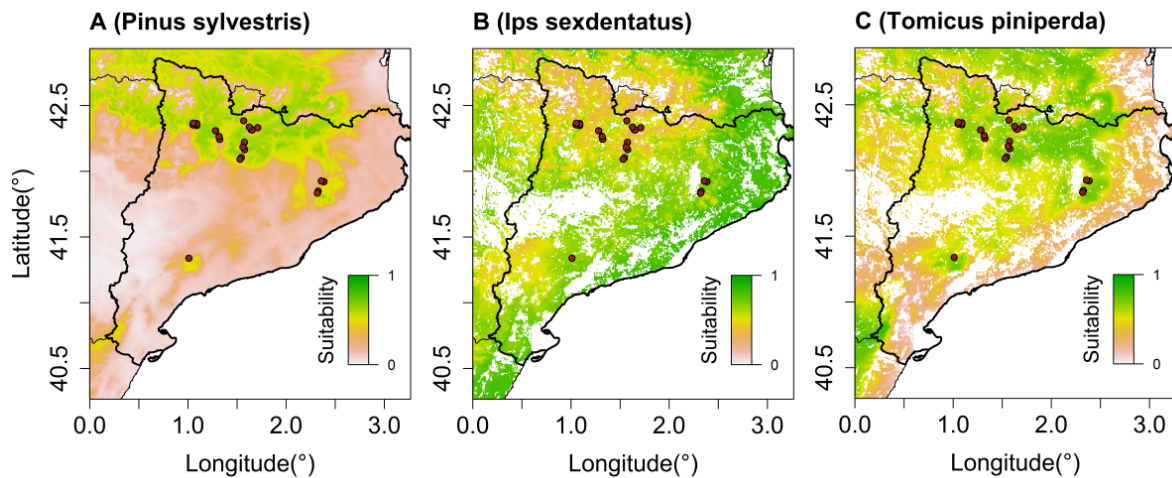 A (Pinus sylvestris)
B (Ips sexdentatus)
C (Tomicus piniperda)
Latitude(°)
42.5
41.5
40.5
Suitability
1
0
0.0 1.0 2.0 3.0
Longitude(°)
42.5
41.5
40.5
Suitability
1
0
0.0 1.0 2.0 3.0
Longitude(°)
42.5
41.5
40.5
Suitability
1
0
0.0 1.0 2.0 3.0
Longitude(°)